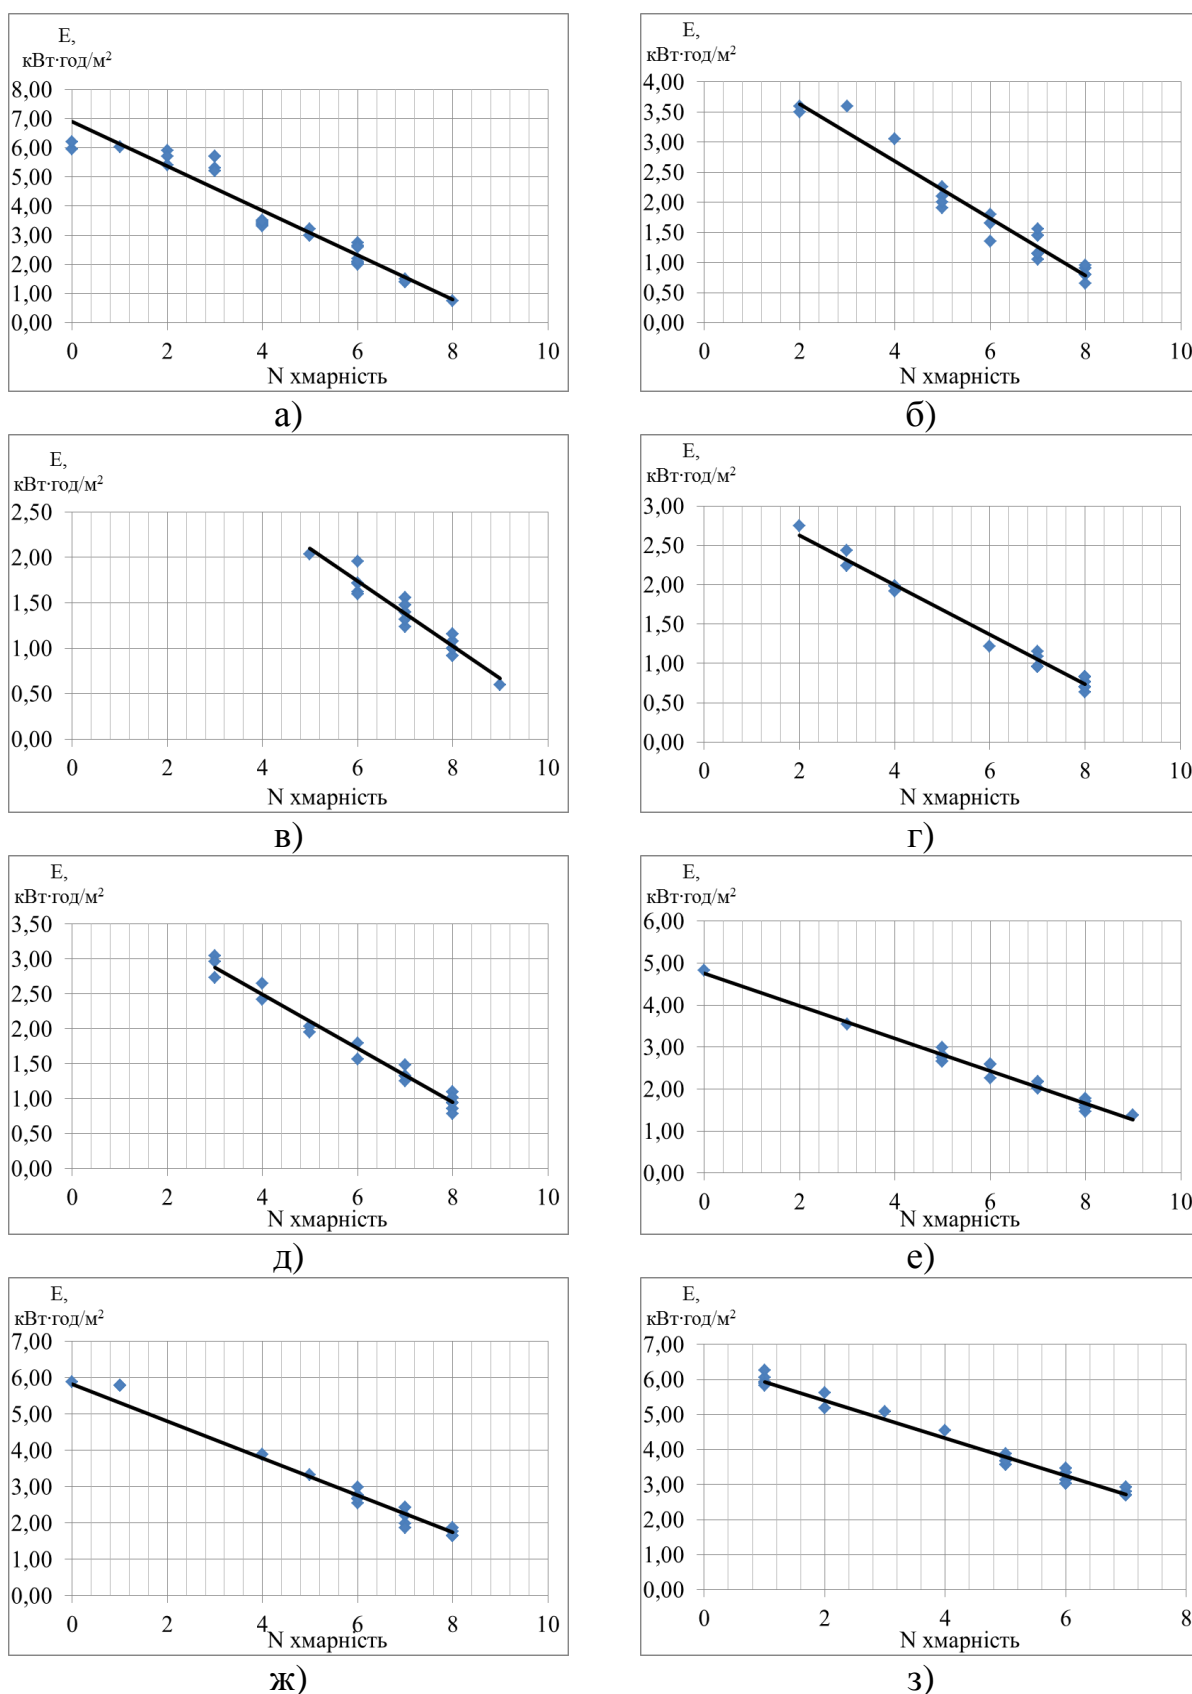 E,
кВт·год/м²
8,00
7,00
6,00
5,00
4,00
3,00
2,00
1,00
0,00
0 2 4 6 8 10
N хмарність
а)
E,
кВт·год/м²
4,00
3,50
3,00
2,50
2,00
1,50
1,00
0,50
0,00
0 2 4 6 8 10
N хмарність
б)
E,
кВт·год/м²
2,50
2,00
1,50
1,00
0,50
0,00
0 2 4 6 8 10
N хмарність
в)
E,
кВт·год/м²
3,00
2,50
2,00
1,50
1,00
0,50
0,00
0 2 4 6 8 10
N хмарність
г)
E,
кВт·год/м²
3,50
3,00
2,50
2,00
1,50
1,00
0,50
0,00
0 2 4 6 8 10
N хмарність
д)
E,
кВт·год/м²
6,00
5,00
4,00
3,00
2,00
1,00
0,00
0 2 4 6 8 10
N хмарність
е)
E,
кВт·год/м²
7,00
6,00
5,00
4,00
3,00
2,00
1,00
0,00
0 2 4 6 8 10
N хмарність
ж)
E,
кВт·год/м²
7,00
6,00
5,00
4,00
3,00
2,00
1,00
0,00
0 2 4 6 8
N хмарність
з)